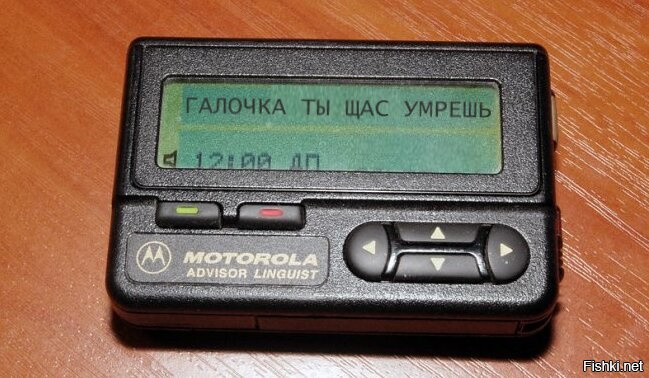 ГАЛОЧКА ТЫ ЩАС УМРЕШЬ
12:00 ДП
MOTOROLA
ADVISOR LINGUIST
Fishki.net